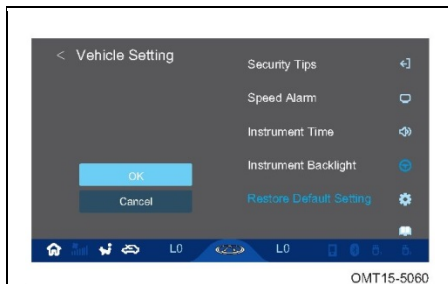 < Vehicle Setting
Security Tips
Speed Alarm
Instrument Time
Instrument Backlight
OK
Cancel
Restore Default Setting
L0
L0
OMT15-5060